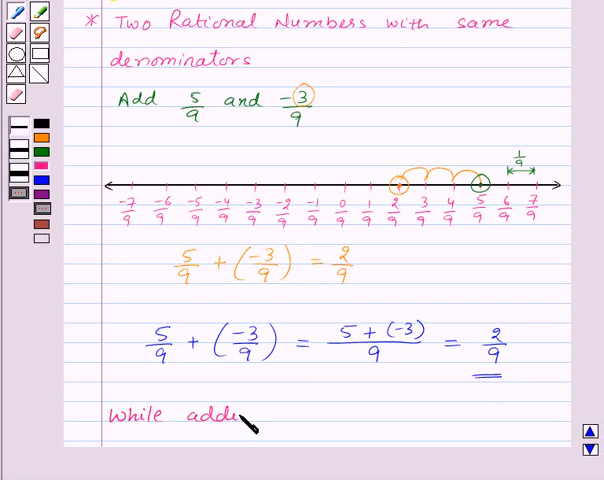 * Two Rational Numbers with same
denominators
Add 5/9 and -3/9
1/9
-7/9 -6/9 -5/9 -4/9 -3/9 -2/9 -1/9 0/9 1/9 2/9 3/9 4/9 5/9 6/9 7/9
5/9 + (-3/9) = 2/9
5/9 + (-3/9) = 5 + (-3)/9 = 2/9
While adde